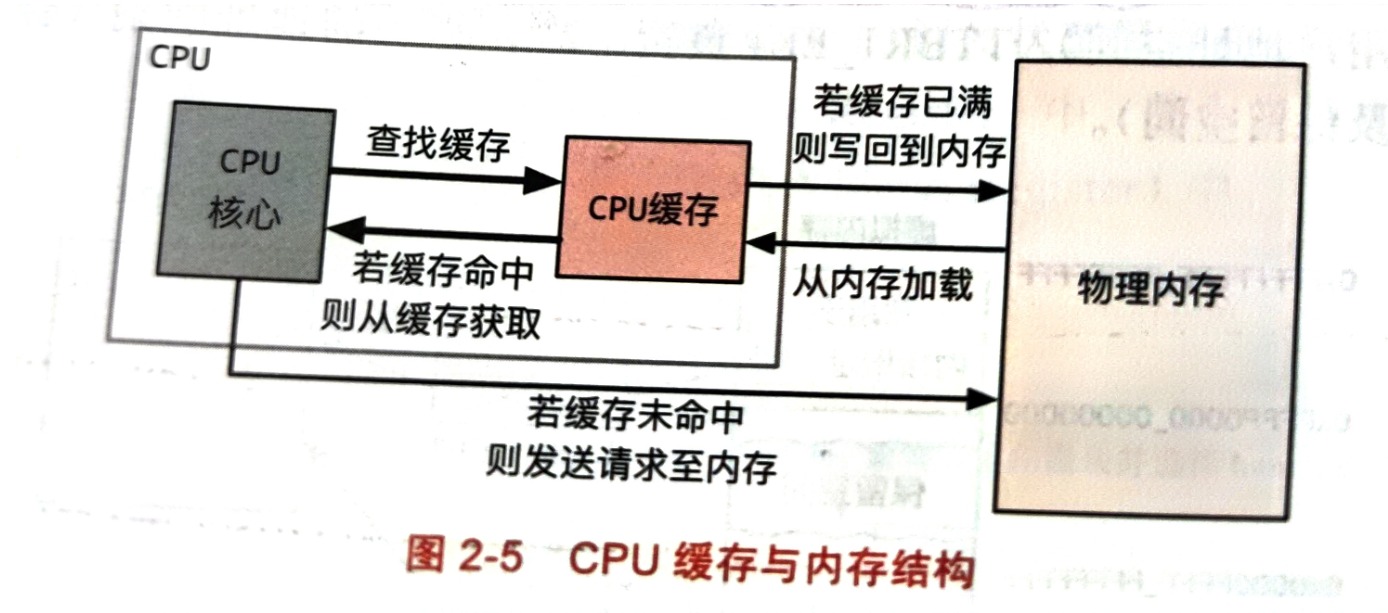 CPU
CPU
核心
查找缓存
CPU缓存
若缓存命中
则从缓存获取
若缓存已满
则写回到内存
从内存加载
物理内存
若缓存未命中
则发送请求至内存
图 2-5 CPU 缓存与内存结构